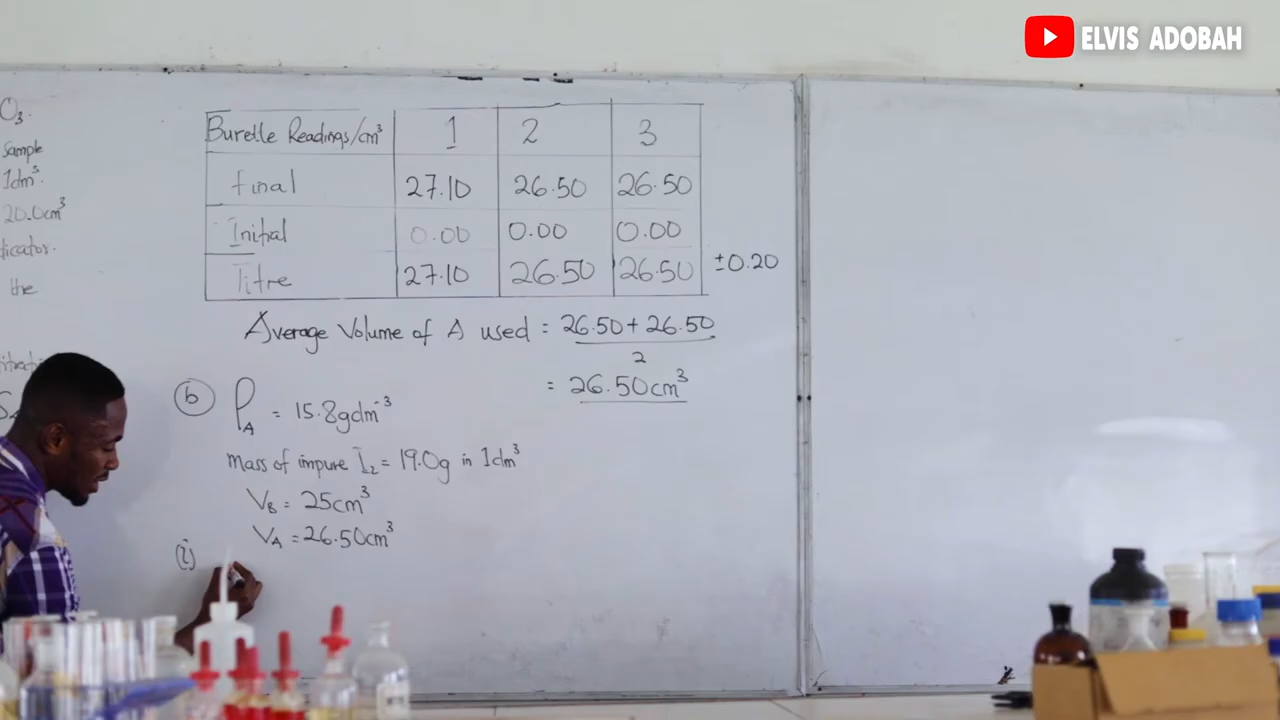 ELVIS ADOBAH
O3.
Sample
1dm³.
20.0cm³
the
Burette Readings/cm³ 1 2 3
final 27.10 26.50 26.50
Initial 0.00 0.00 0.00
Titre 27.10 26.50 26.50 ±0.20
Average Volume of A used = 26.50 + 26.50
2
= 26.50cm³
b ρA = 15.8gdm⁻³
mass of impure I2 = 19.0g in 1dm³
VB = 25cm³
VA = 26.50cm³
(i)